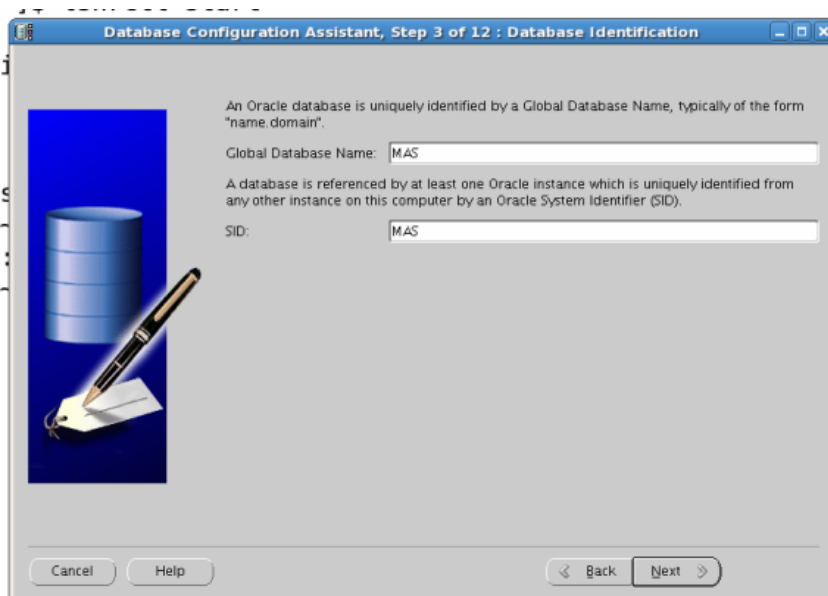 Database Configuration Assistant, Step 3 of 12 : Database Identification
An Oracle database is uniquely identified by a Global Database Name, typically of the form
"name.domain".
Global Database Name: MAS
A database is referenced by at least one Oracle instance which is uniquely identified from
any other instance on this computer by an Oracle System Identifier (SID).
SID: MAS
Cancel Help Back Next